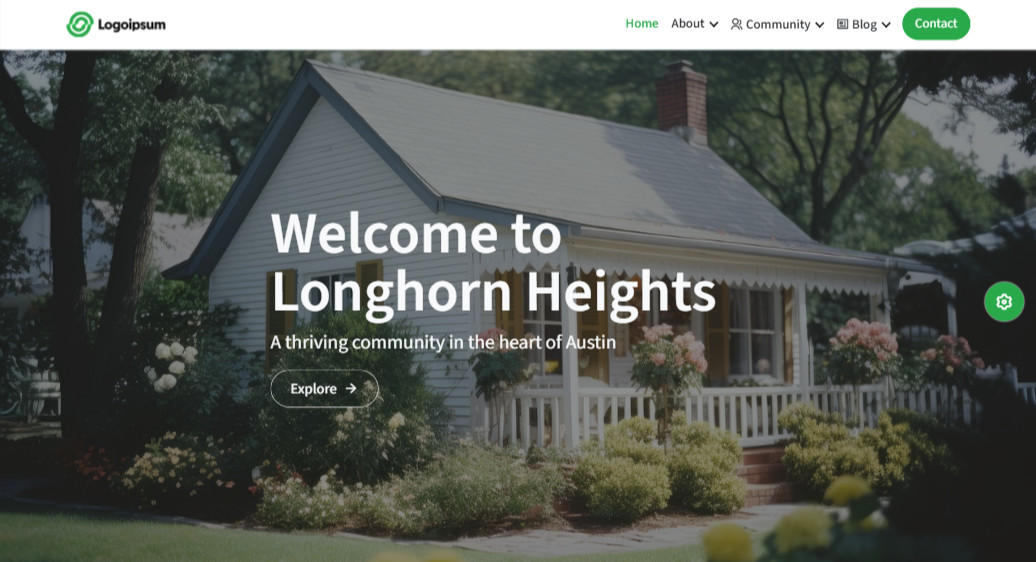 Logoipsum
Home About Community Blog Contact
Welcome to
Longhorn Heights
A thriving community in the heart of Austin
Explore